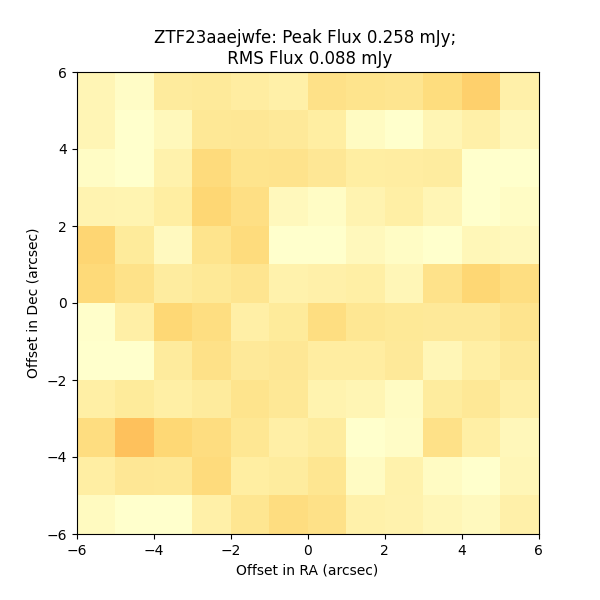 ZTF23aaejwfe: Peak Flux 0.258 mJy;
RMS Flux 0.088 mJy
6
4
2
0
−2
−4
−6
Offset in Dec (arcsec)
−6 −4 −2 0 2 4 6
Offset in RA (arcsec)